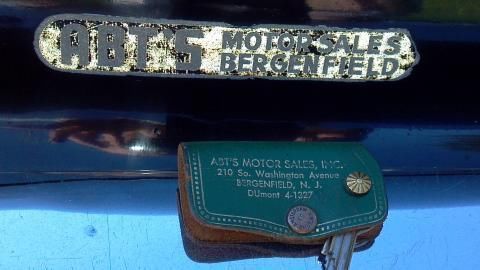 ABT'S MOTOR SALES
BERGENFIELD
ABT'S MOTOR SALES, INC.
210 So. Washington Avenue
BERGENFIELD, N. J.
DUmont 4-1327